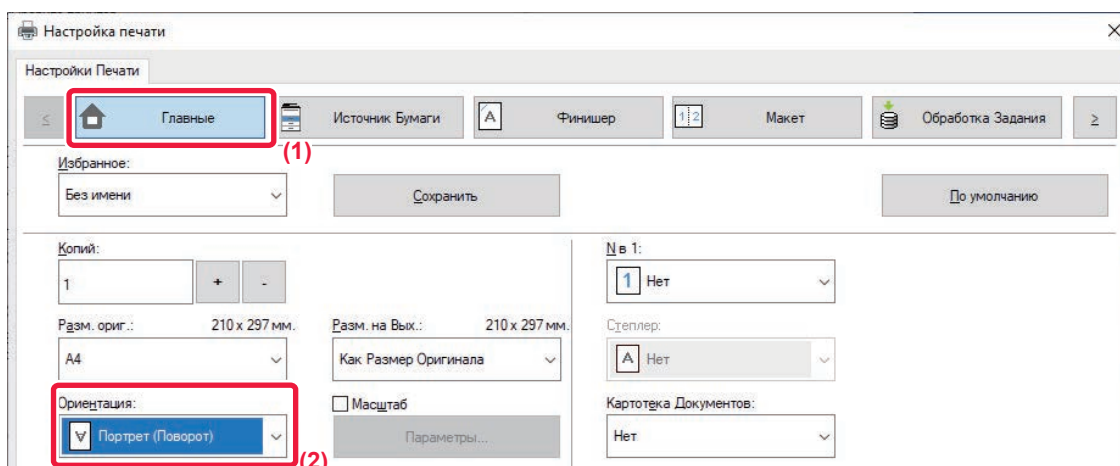 Настройка печати
Настройки Печати
< Главные Источник Бумаги Финишер Макет Обработка Задания >
(1)
Избранное:
Без имени Сохранить По умолчанию
Копий: N в 1:
1 + - 1 Нет
Разм. ориг.: 210 x 297 мм. Разм. на Вых.: 210 x 297 мм. Степлер:
A4 Как Размер Оригинала A Нет
Ориентация: Масштаб Картотека Документов:
Портрет (Поворот) Параметры... Нет
(2)